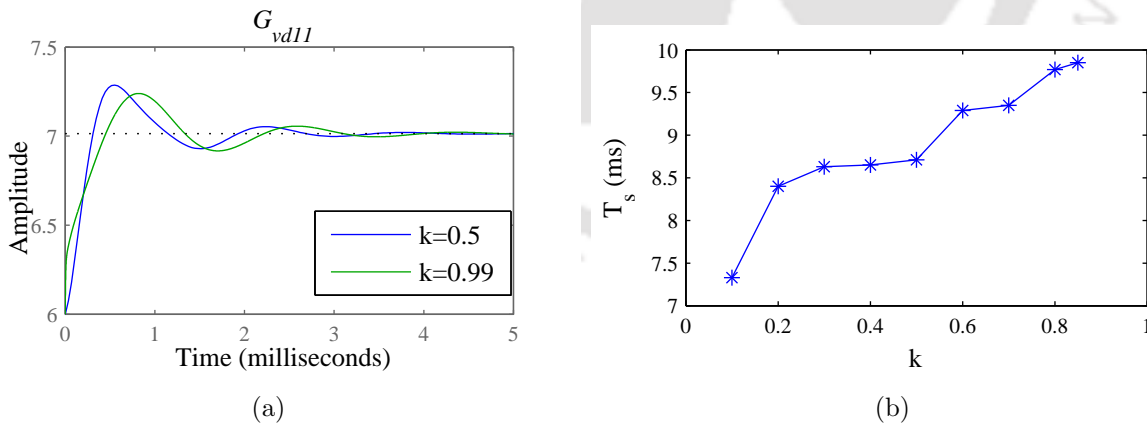 G_vd11
7.5
7
6.5
6
Amplitude
k=0.5
k=0.99
0 1 2 3 4 5
Time (milliseconds)
(a)
10
9.5
9
8.5
8
7.5
7
T_s (ms)
0 0.2 0.4 0.6 0.8 1
k
(b)